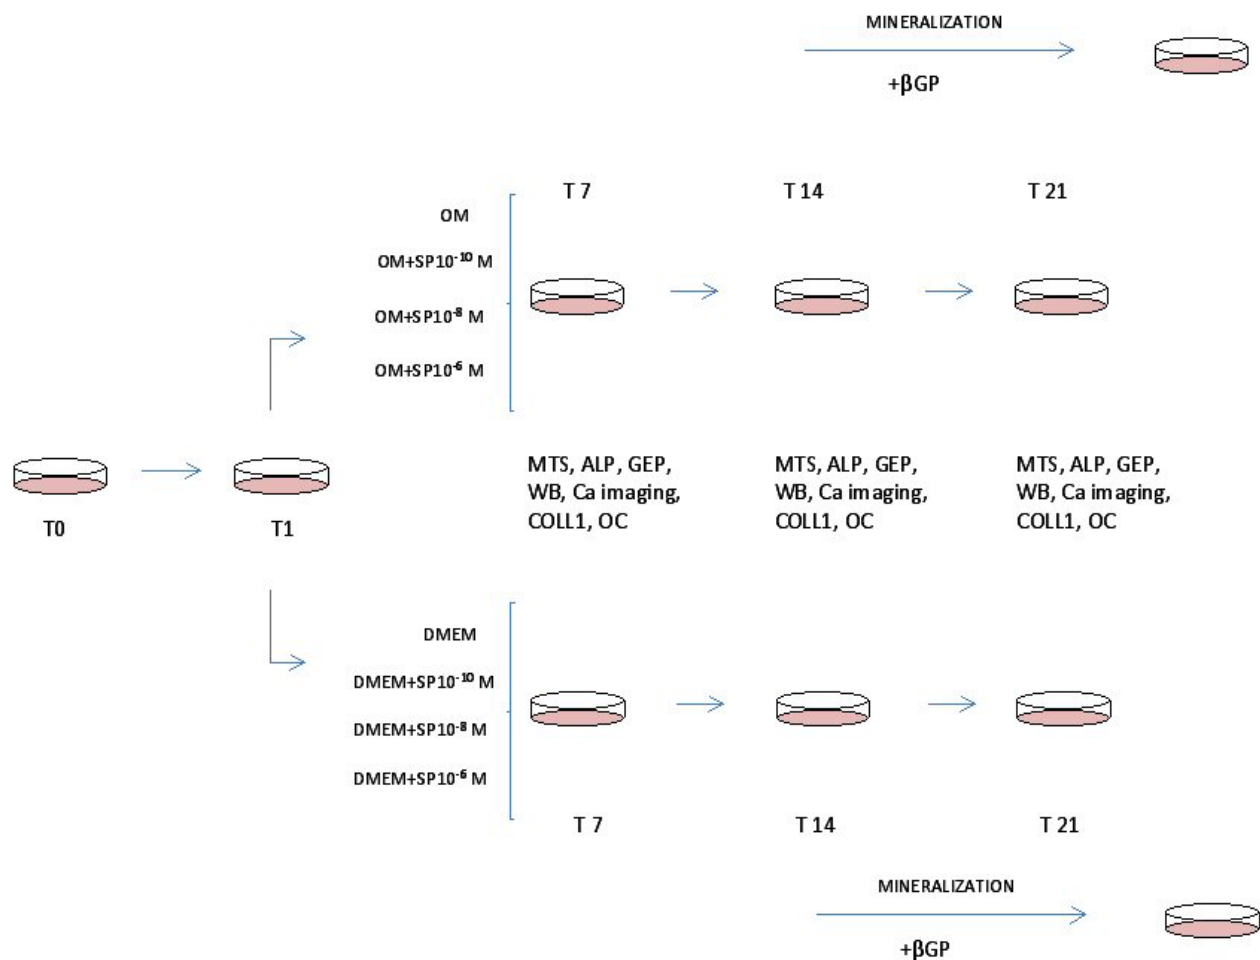 MINERALIZATION
+βGP
T 7 T 14 T 21
OM
OM+SP10⁻¹⁰ M
OM+SP10⁻⁸ M
OM+SP10⁻⁶ M
MTS, ALP, GEP,
WB, Ca imaging,
COLL1, OC
MTS, ALP, GEP,
WB, Ca imaging,
COLL1, OC
MTS, ALP, GEP,
WB, Ca imaging,
COLL1, OC
T0 T1
DMEM
DMEM+SP10⁻¹⁰ M
DMEM+SP10⁻⁸ M
DMEM+SP10⁻⁶ M
T 7 T 14 T 21
MINERALIZATION
+βGP